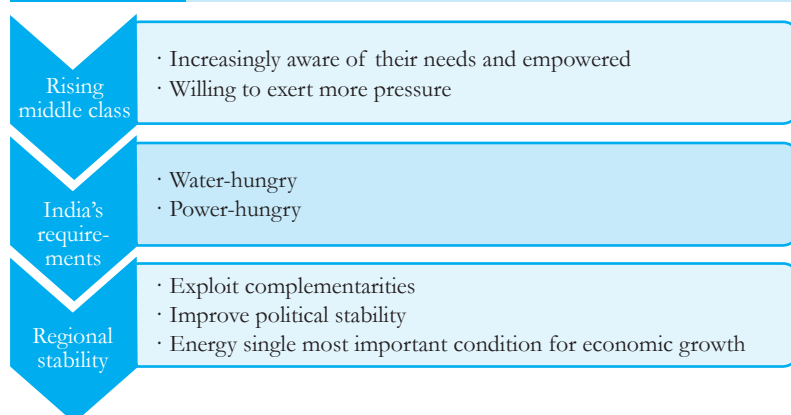 Rising
middle class
· Increasingly aware of their needs and empowered
· Willing to exert more pressure
India's
require-
ments
· Water-hungry
· Power-hungry
Regional
stability
· Exploit complementarities
· Improve political stability
· Energy single most important condition for economic growth